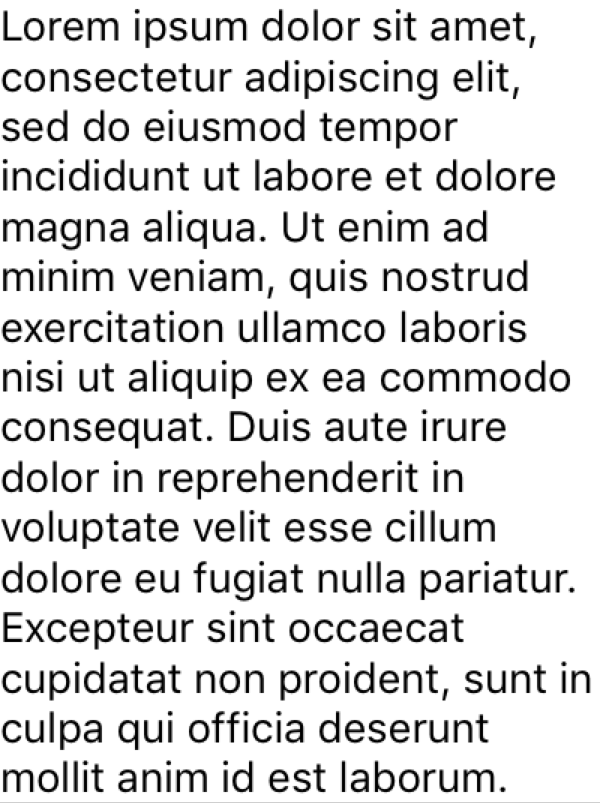 Lorem ipsum dolor sit amet,
consectetur adipiscing elit,
sed do eiusmod tempor
incididunt ut labore et dolore
magna aliqua. Ut enim ad
minim veniam, quis nostrud
exercitation ullamco laboris
nisi ut aliquip ex ea commodo
consequat. Duis aute irure
dolor in reprehenderit in
voluptate velit esse cillum
dolore eu fugiat nulla pariatur.
Excepteur sint occaecat
cupidatat non proident, sunt in
culpa qui officia deserunt
mollit anim id est laborum.